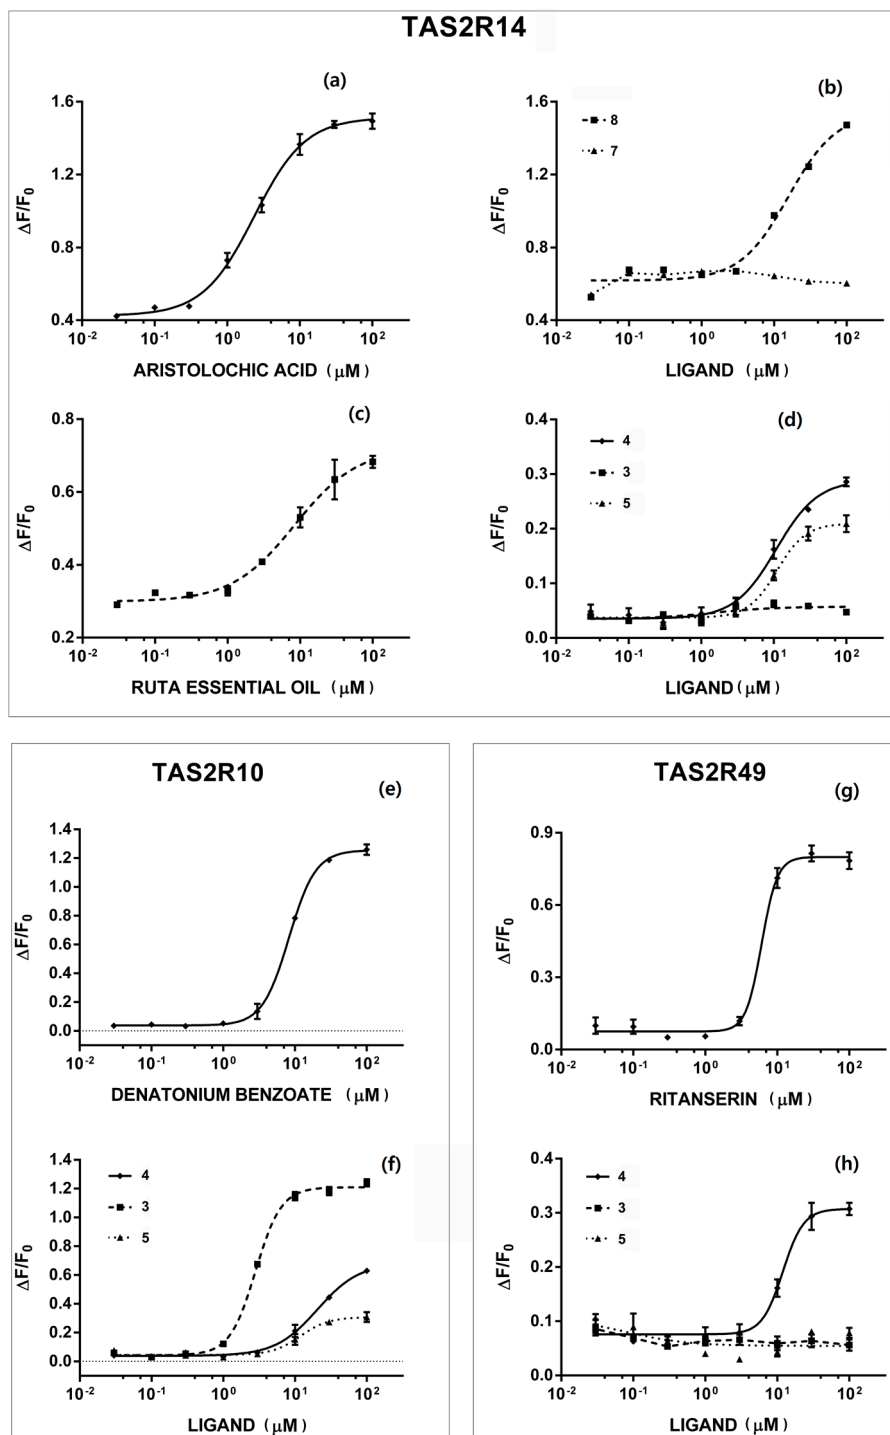 TAS2R14
(a)
1.6
1.2
0.8
0.4
ΔF/F0
10-2 10-1 100 101 102
ARISTOLOCHIC ACID (μM)
(b)
8
7
1.6
1.2
0.8
0.4
ΔF/F0
10-2 10-1 100 101 102
LIGAND (μM)
(c)
0.8
0.6
0.4
0.2
ΔF/F0
10-2 10-1 100 101 102
RUTA ESSENTIAL OIL (μM)
(d)
4
3
5
0.4
0.3
0.2
0.1
0.0
ΔF/F0
10-2 10-1 100 101 102
LIGAND(μM)
TAS2R10
(e)
1.4
1.2
1.0
0.8
0.6
0.4
0.2
0.0
ΔF/F0
10-2 10-1 100 101 102
DENATONIUM BENZOATE (μM)
(f)
4
3
5
1.4
1.2
1.0
0.8
0.6
0.4
0.2
0.0
ΔF/F0
10-2 10-1 100 101 102
LIGAND (μM)
TAS2R49
(g)
0.9
0.6
0.3
0.0
ΔF/F0
10-2 10-1 100 101 102
RITANSERIN (μM)
(h)
4
3
5
0.4
0.3
0.2
0.1
0.0
ΔF/F0
10-2 10-1 100 101 102
LIGAND (μM)